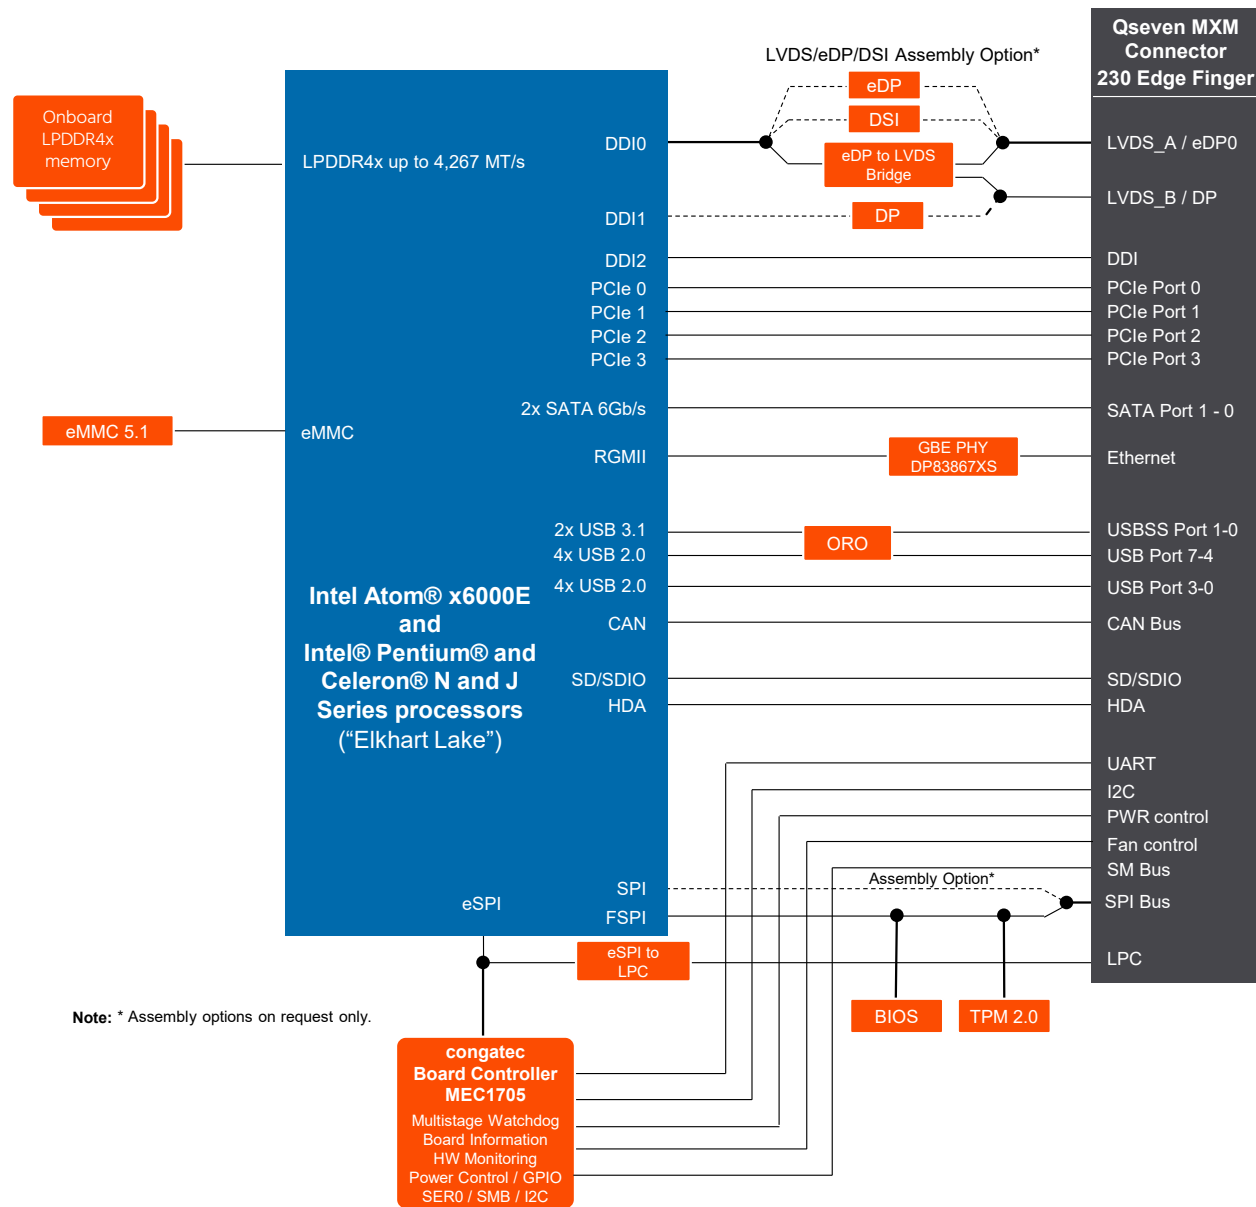 Qseven MXM
Connector
230 Edge Finger
LVDS/eDP/DSI Assembly Option*
eDP
DSI
eDP to LVDS
Bridge
DP
Onboard
LPDDR4x
memory
LPDDR4x up to 4,267 MT/s
DDI0
LVDS_A / eDP0
LVDS_B / DP
DDI1
DDI2
DDI
PCIe 0
PCIe Port 0
PCIe 1
PCIe Port 1
PCIe 2
PCIe Port 2
PCIe 3
PCIe Port 3
2x SATA 6Gb/s
SATA Port 1 - 0
eMMC 5.1
eMMC
RGMII
GBE PHY
DP83867XS
Ethernet
2x USB 3.1
USBSS Port 1-0
ORO
4x USB 2.0
USB Port 7-4
4x USB 2.0
USB Port 3-0
CAN
CAN Bus
Intel Atom® x6000E
and
Intel® Pentium® and
Celeron® N and J
Series processors
(“Elkhart Lake”)
SD/SDIO
SD/SDIO
HDA
HDA
UART
I2C
PWR control
Fan control
SM Bus
SPI
Assembly Option*
SPI Bus
eSPI
FSPI
eSPI to
LPC
LPC
BIOS
TPM 2.0
Note: * Assembly options on request only.
congatec
Board Controller
MEC1705
Multistage Watchdog
Board Information
HW Monitoring
Power Control / GPIO
SER0 / SMB / I2C